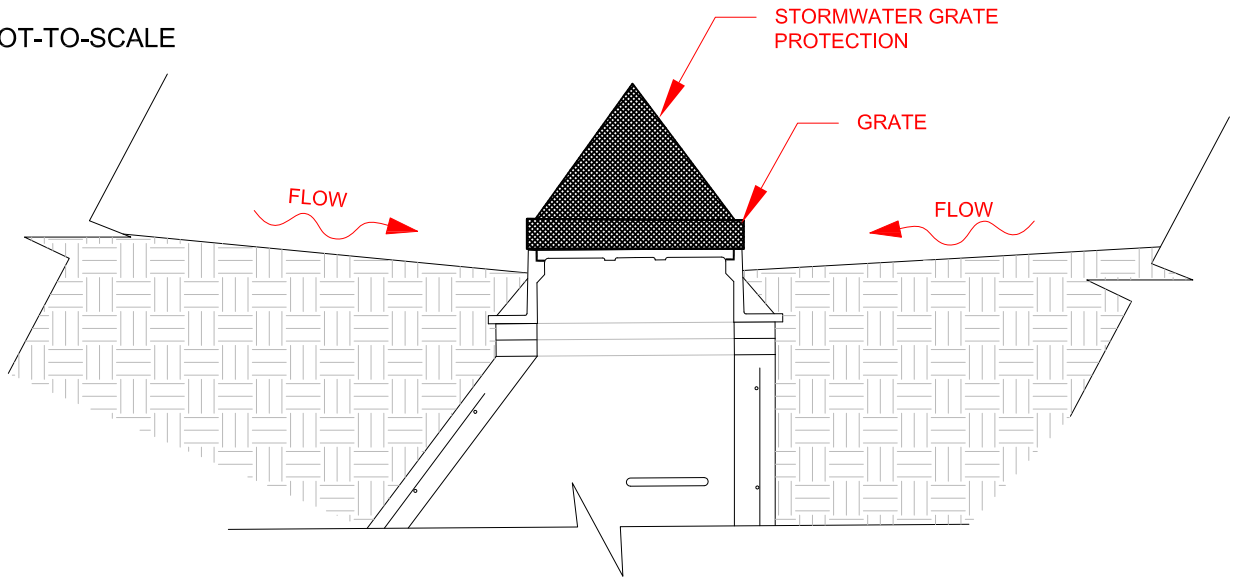 STORMWATER GRATE
PROTECTION
OT-TO-SCALE
GRATE
FLOW
FLOW